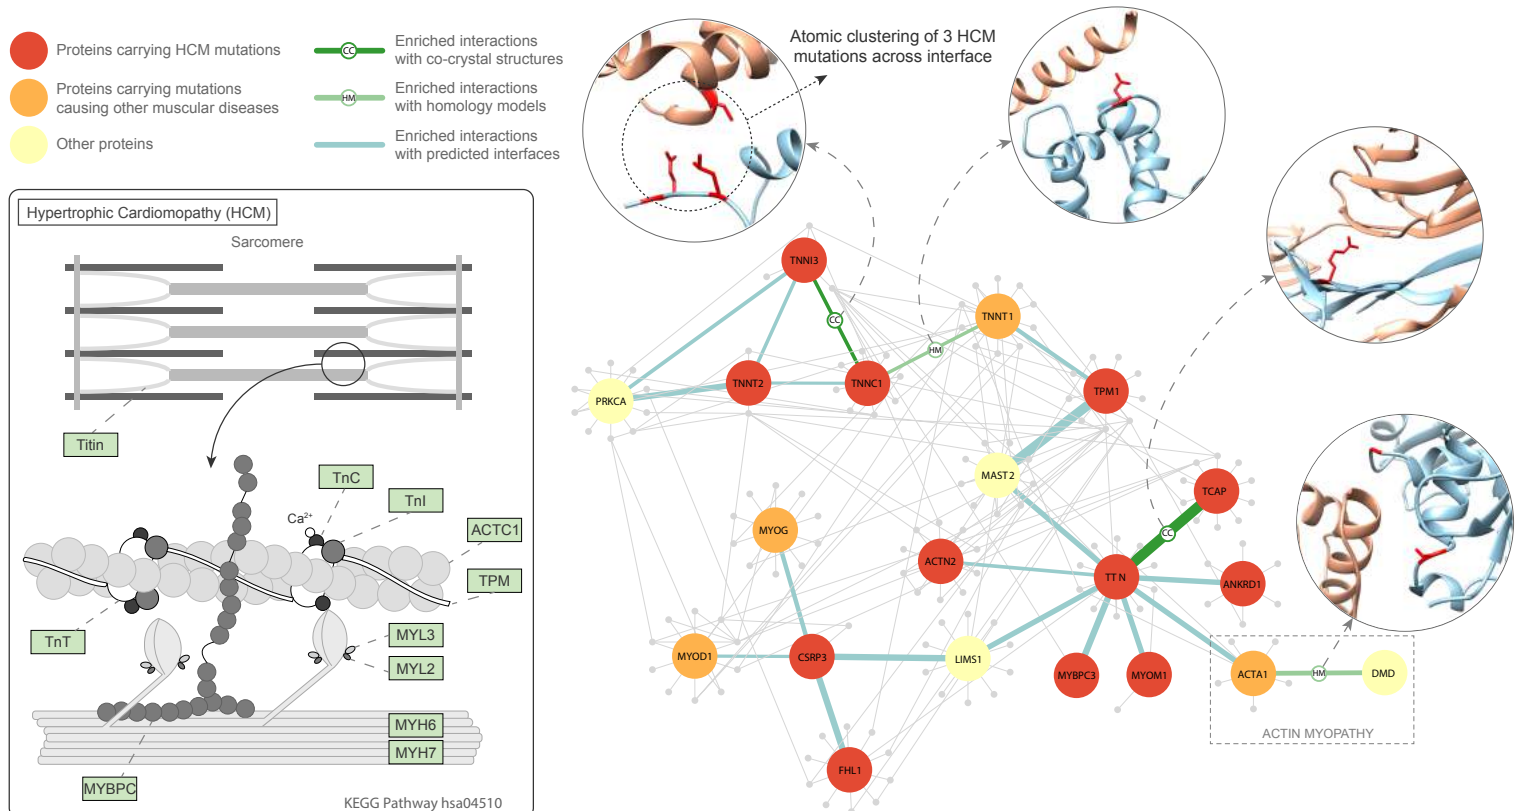 Proteins carrying HCM mutations
Proteins carrying mutations
causing other muscular diseases
Other proteins
CC
Enriched interactions
with co-crystal structures
HM
Enriched interactions
with homology models
Enriched interactions
with predicted interfaces
Atomic clustering of 3 HCM
mutations across interface
Hypertrophic Cardiomopathy (HCM)
Sarcomere
Titin
TnC
TnI
Ca2+
ACTC1
TPM
TnT
MYL3
MYL2
MYH6
MYH7
MYBPC
KEGG Pathway hsa04510
TNNI3
TNNT1
CC
HM
PRKCA
TNNT2
TNNC1
TPM1
MAST2
TCAP
MYOG
CC
ACTN2
TT N
ANKRD1
MYOD1
CSRP3
LIMS1
MYBPC3
MYOM1
ACTA1
HM
DMD
ACTIN MYOPATHY
FHL1